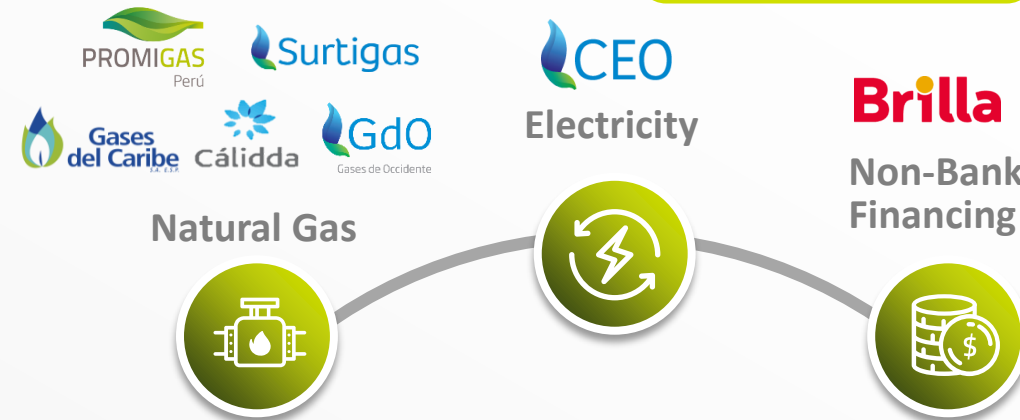 PROMIGAS
Perú
Surtigas
Gases
del Caribe
S.A. E.S.P.
Cálidda
GdO
Gases de Occidente
Natural Gas
CEO
Electricity
Brilla
Non-Bank
Financing
$